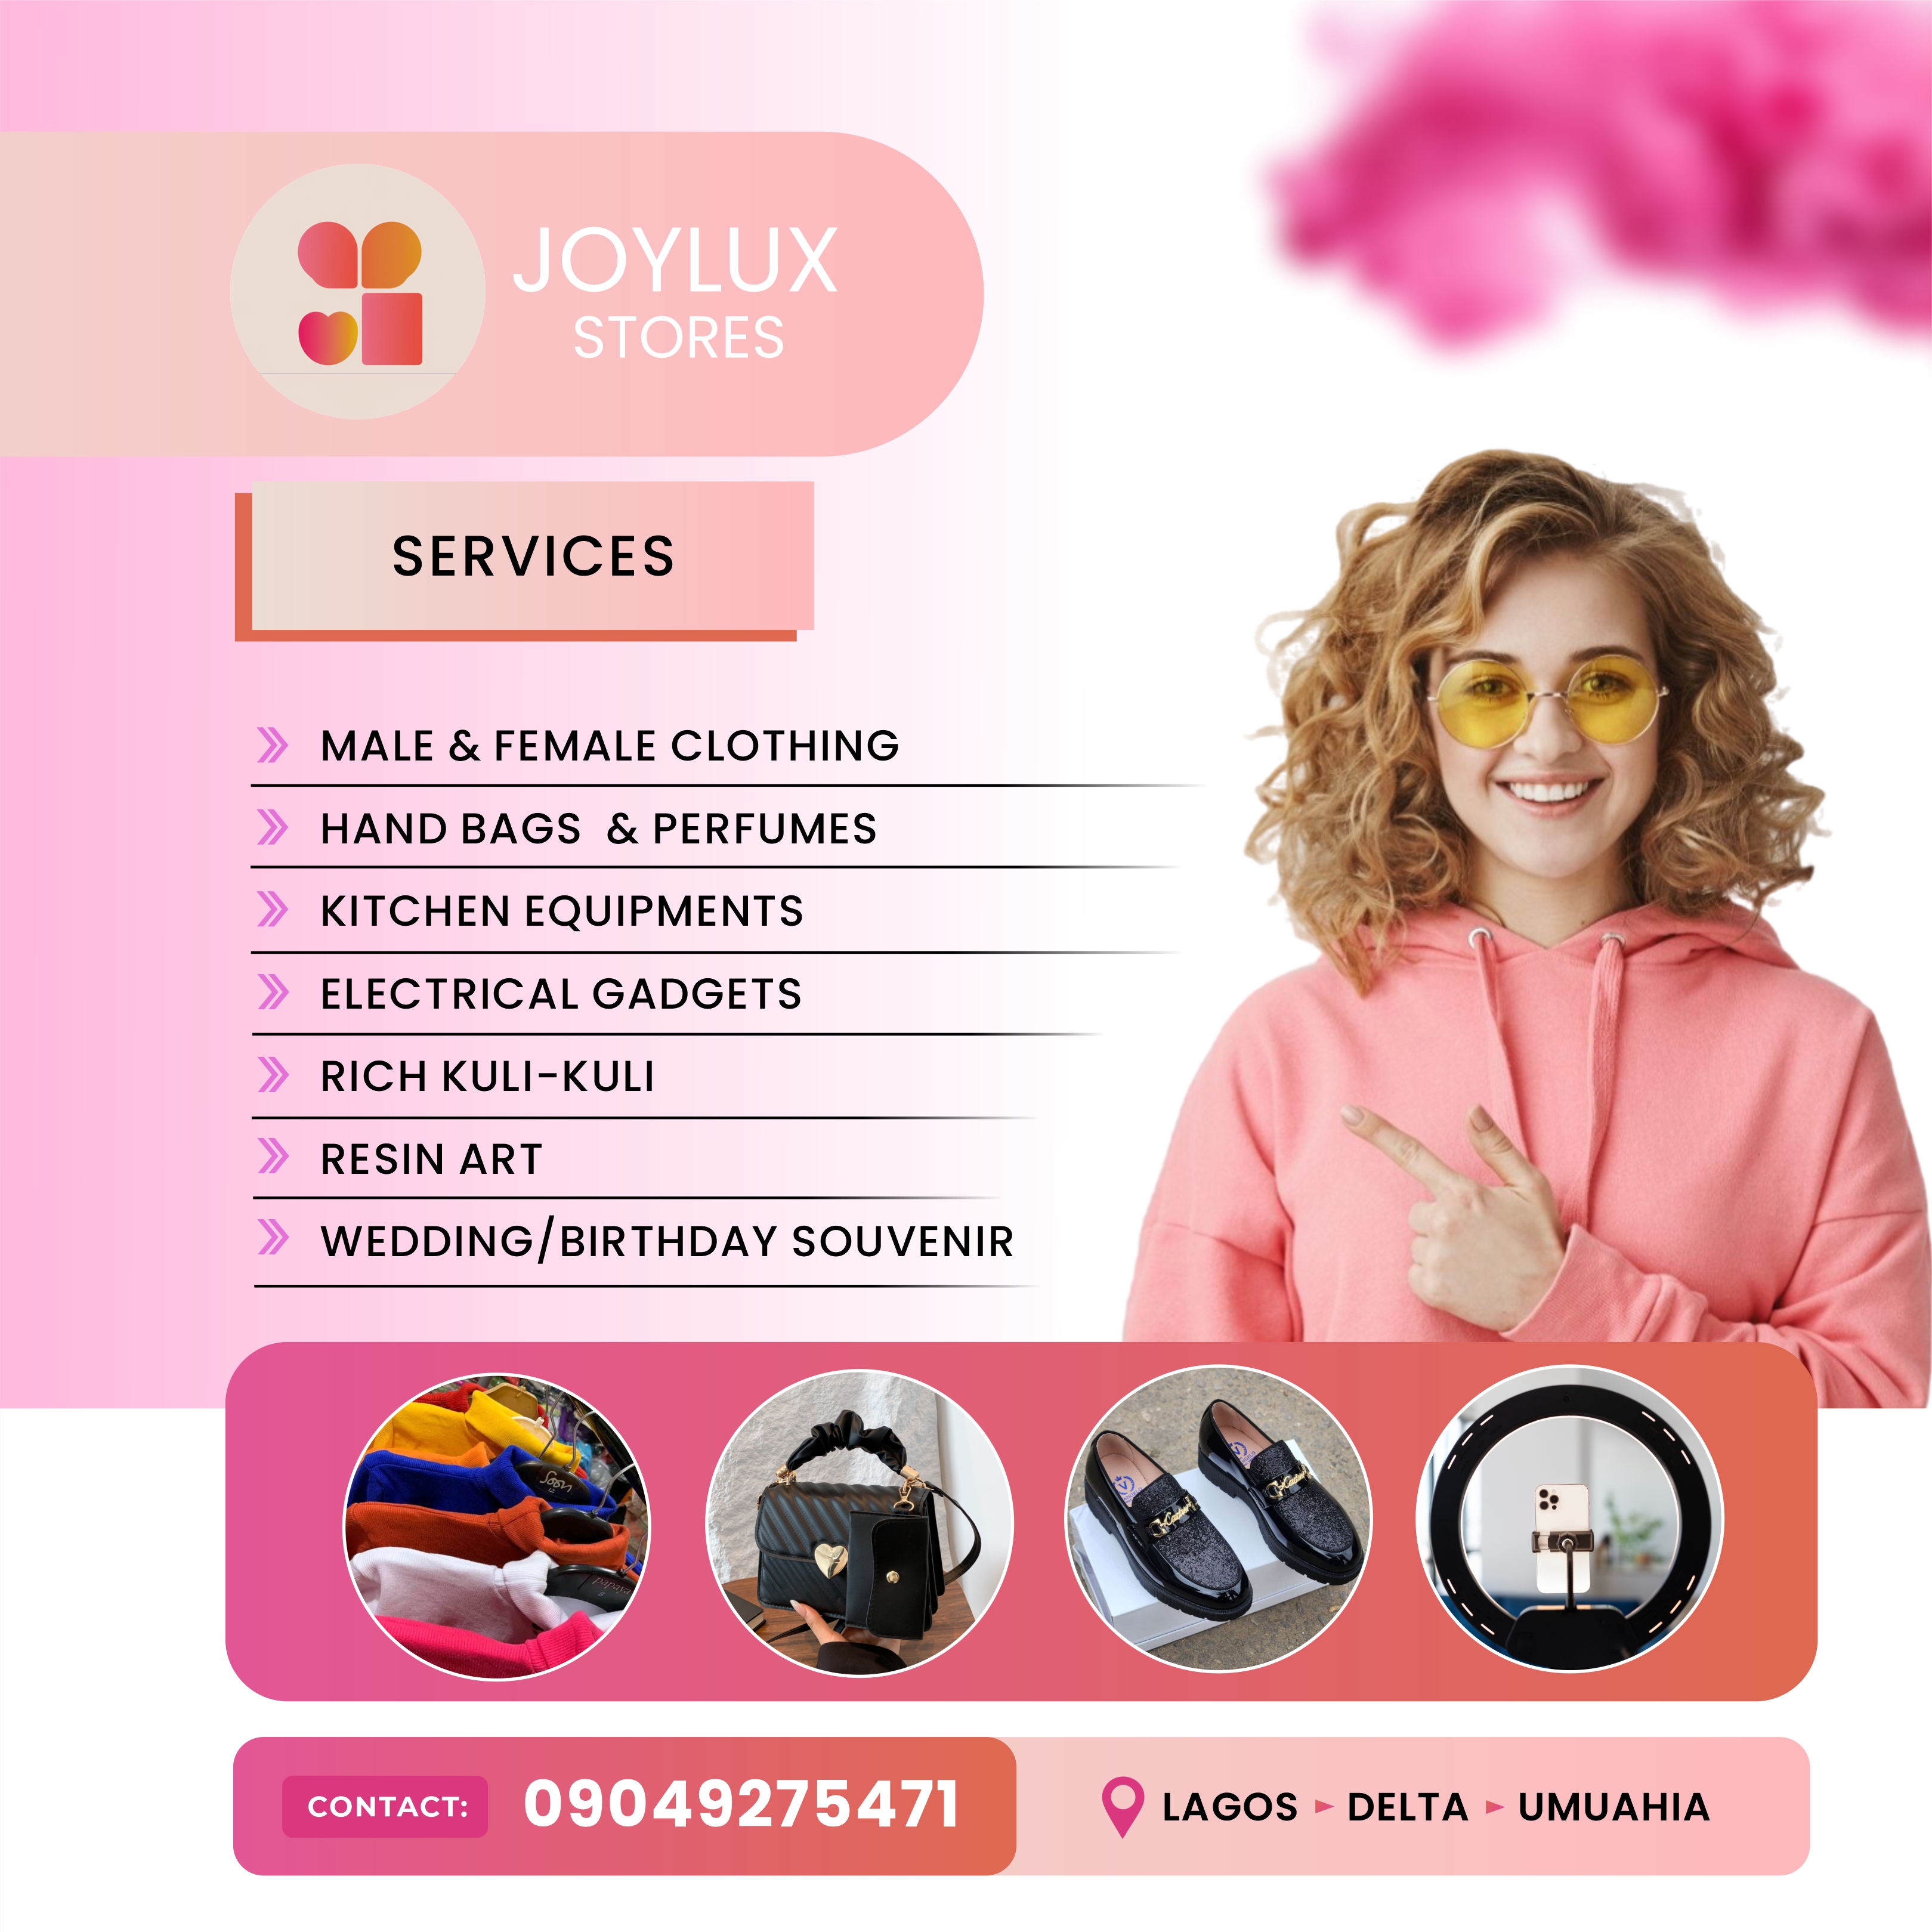 JOYLUX
STORES
SERVICES
MALE & FEMALE CLOTHING
HAND BAGS & PERFUMES
KITCHEN EQUIPMENTS
ELECTRICAL GADGETS
RICH KULI-KULI
RESIN ART
WEDDING/BIRTHDAY SOUVENIR
CONTACT: 09049275471
LAGOS DELTA UMUAHIA